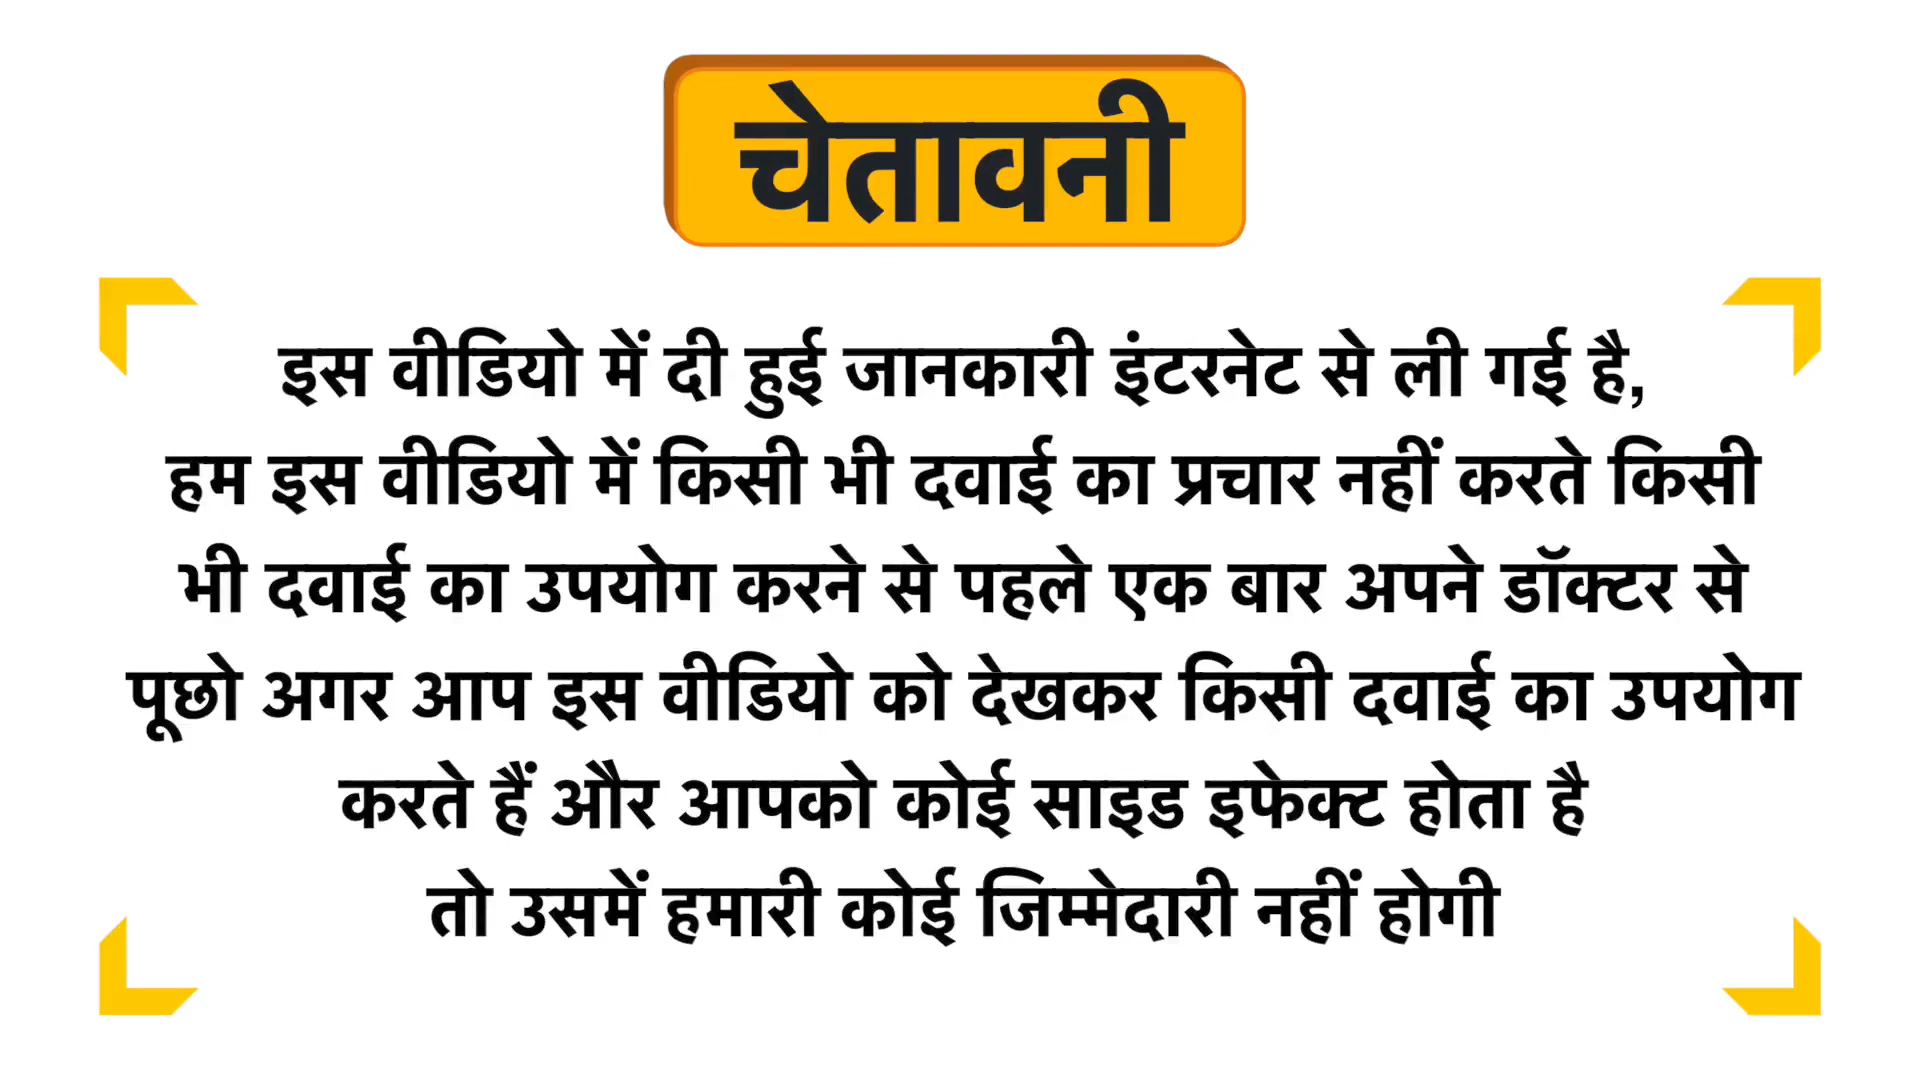 चेतावनी
इस वीडियो में दी हुई जानकारी इंटरनेट से ली गई है,
हम इस वीडियो में किसी भी दवाई का प्रचार नहीं करते किसी
भी दवाई का उपयोग करने से पहले एक बार अपने डॉक्टर से
पूछो अगर आप इस वीडियो को देखकर किसी दवाई का उपयोग
करते हैं और आपको कोई साइड इफेक्ट होता है
तो उसमें हमारी कोई जिम्मेदारी नहीं होगी